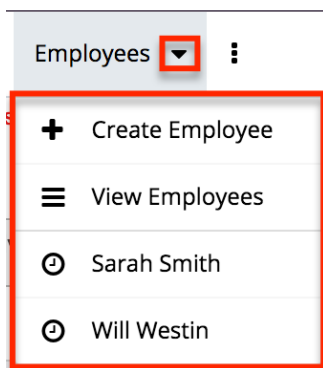 Employees
Create Employee
View Employees
Sarah Smith
Will Westin